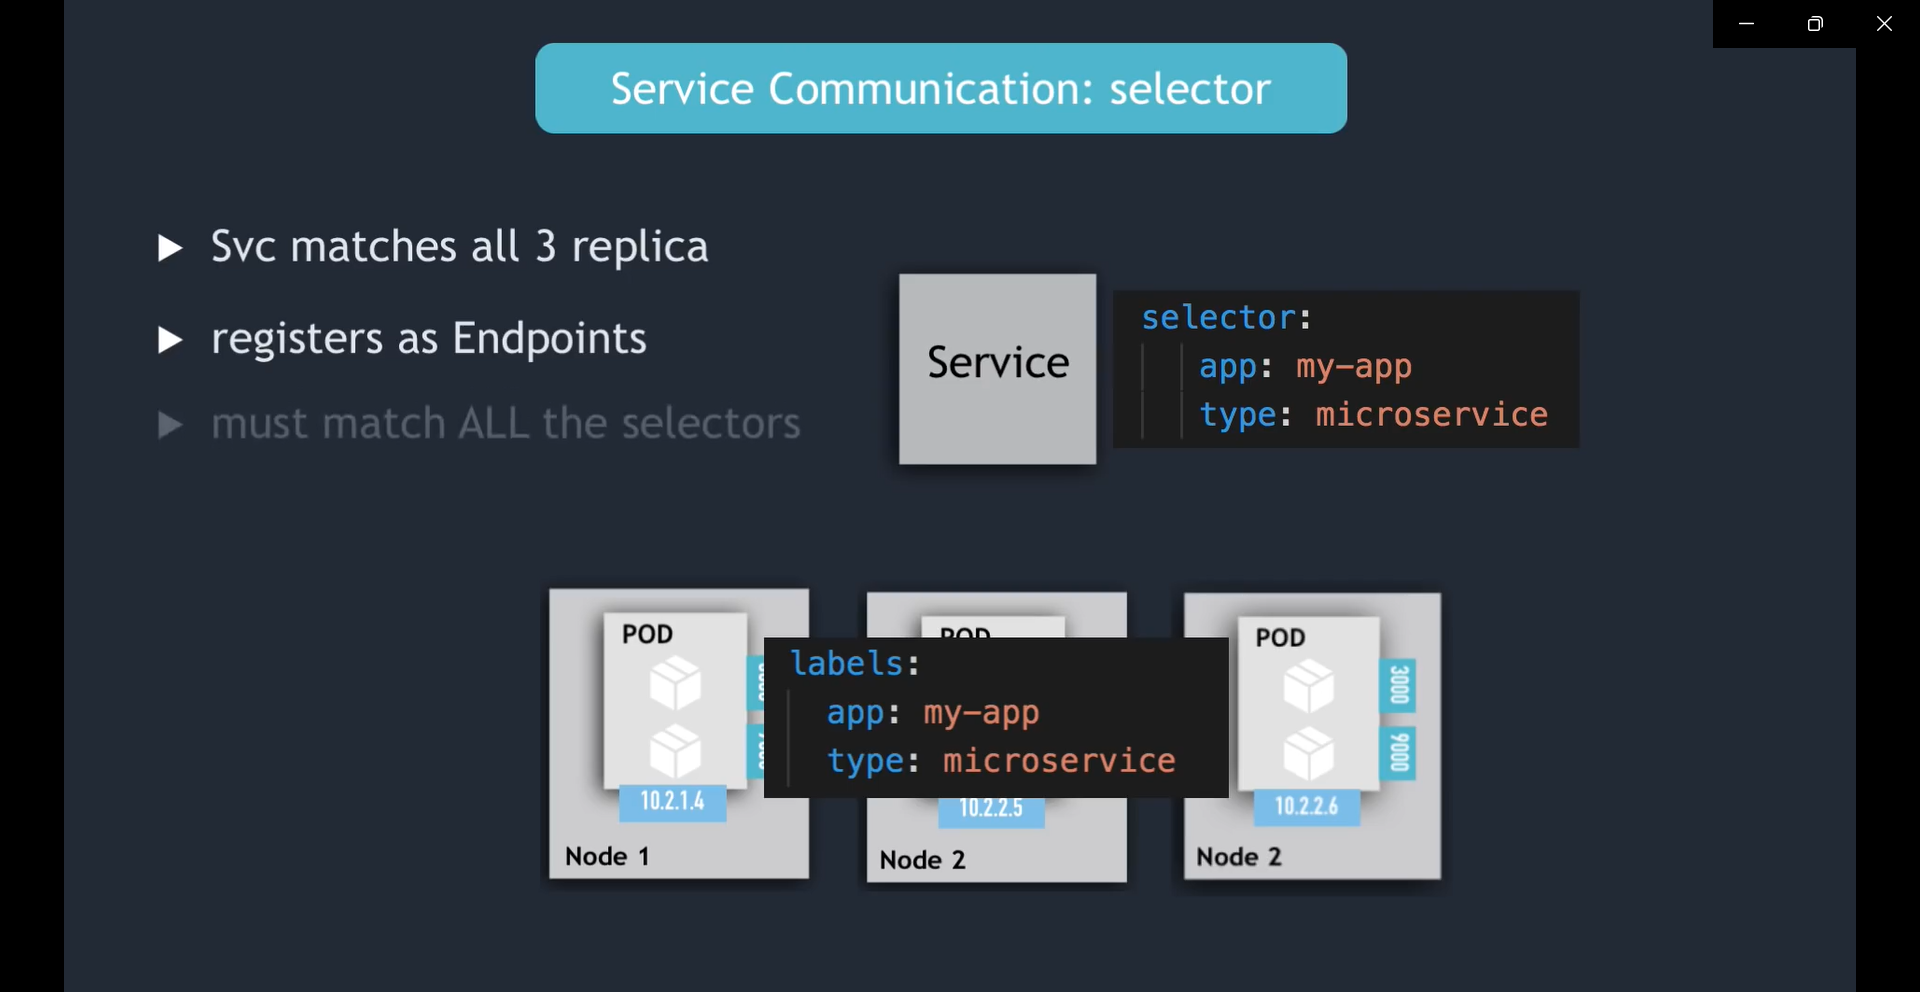 Service Communication: selector
Svc matches all 3 replica
registers as Endpoints
must match ALL the selectors
Service
selector:
app: my-app
type: microservice
POD
POD
POD
3000
9000
labels:
app: my-app
type: microservice
10.2.1.4
10.2.2.5
10.2.2.6
Node 1
Node 2
Node 2